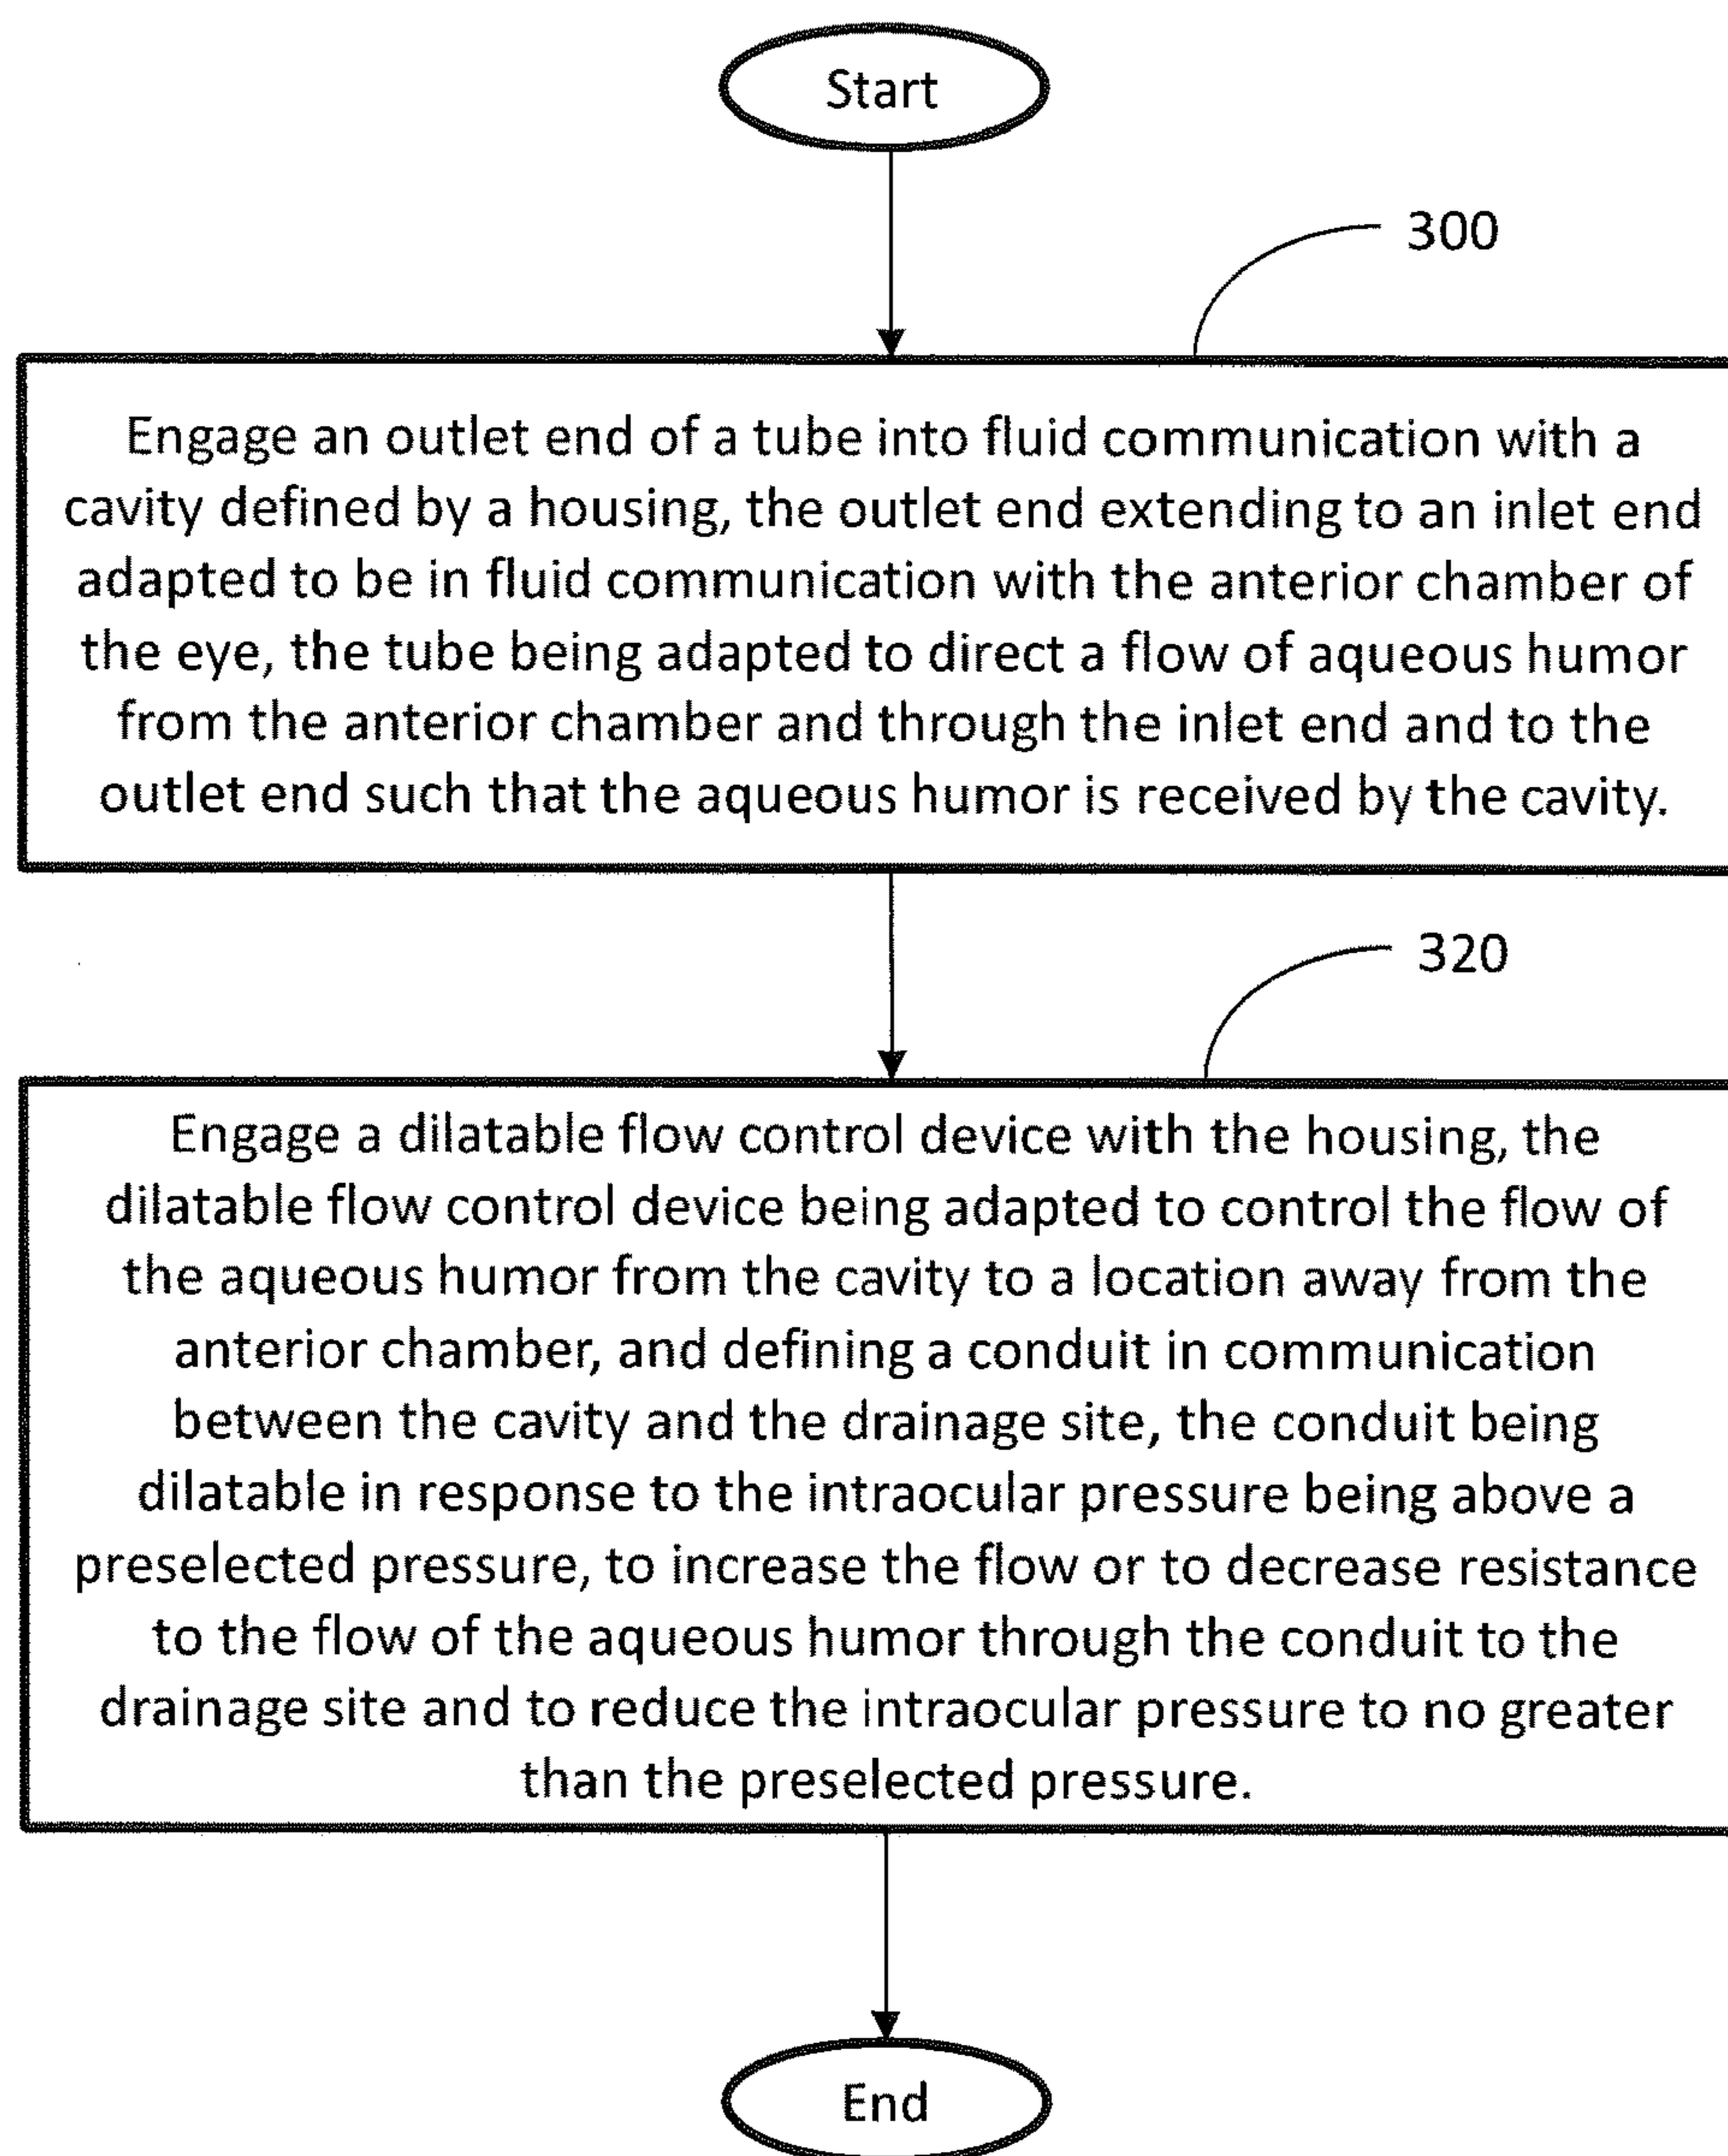 Start
300
Engage an outlet end of a tube into fluid communication with a
cavity defined by a housing, the outlet end extending to an inlet end
adapted to be in fluid communication with the anterior chamber of
the eye, the tube being adapted to direct a flow of aqueous humor
from the anterior chamber and through the inlet end and to the
outlet end such that the aqueous humor is received by the cavity.
320
Engage a dilatable flow control device with the housing, the
dilatable flow control device being adapted to control the flow of
the aqueous humor from the cavity to a location away from the
anterior chamber, and defining a conduit in communication
between the cavity and the drainage site, the conduit being
dilatable in response to the intraocular pressure being above a
preselected pressure, to increase the flow or to decrease resistance
to the flow of the aqueous humor through the conduit to the
drainage site and to reduce the intraocular pressure to no greater
than the preselected pressure.
End